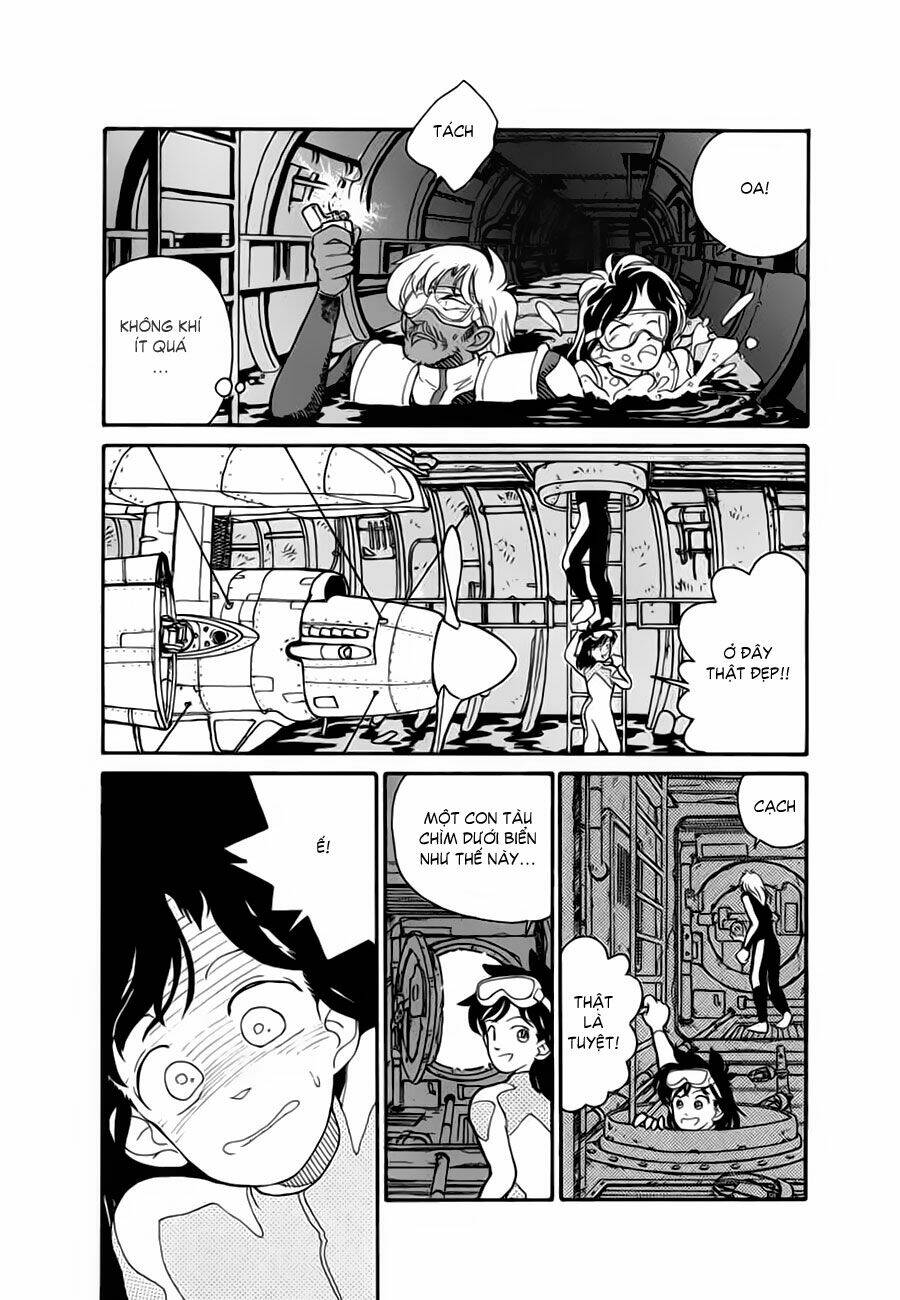 OA!
TÁCH
KHÔNG KHÍ
ÍT QUÁ
...
Ở ĐÂY
THẬT ĐẸP!!
CẠCH
THẬT
LÀ
TUYỆT!
MỘT CON TÀU
CHÌM DƯỚI BIỂN
NHƯ THẾ NÀY...
Ế!